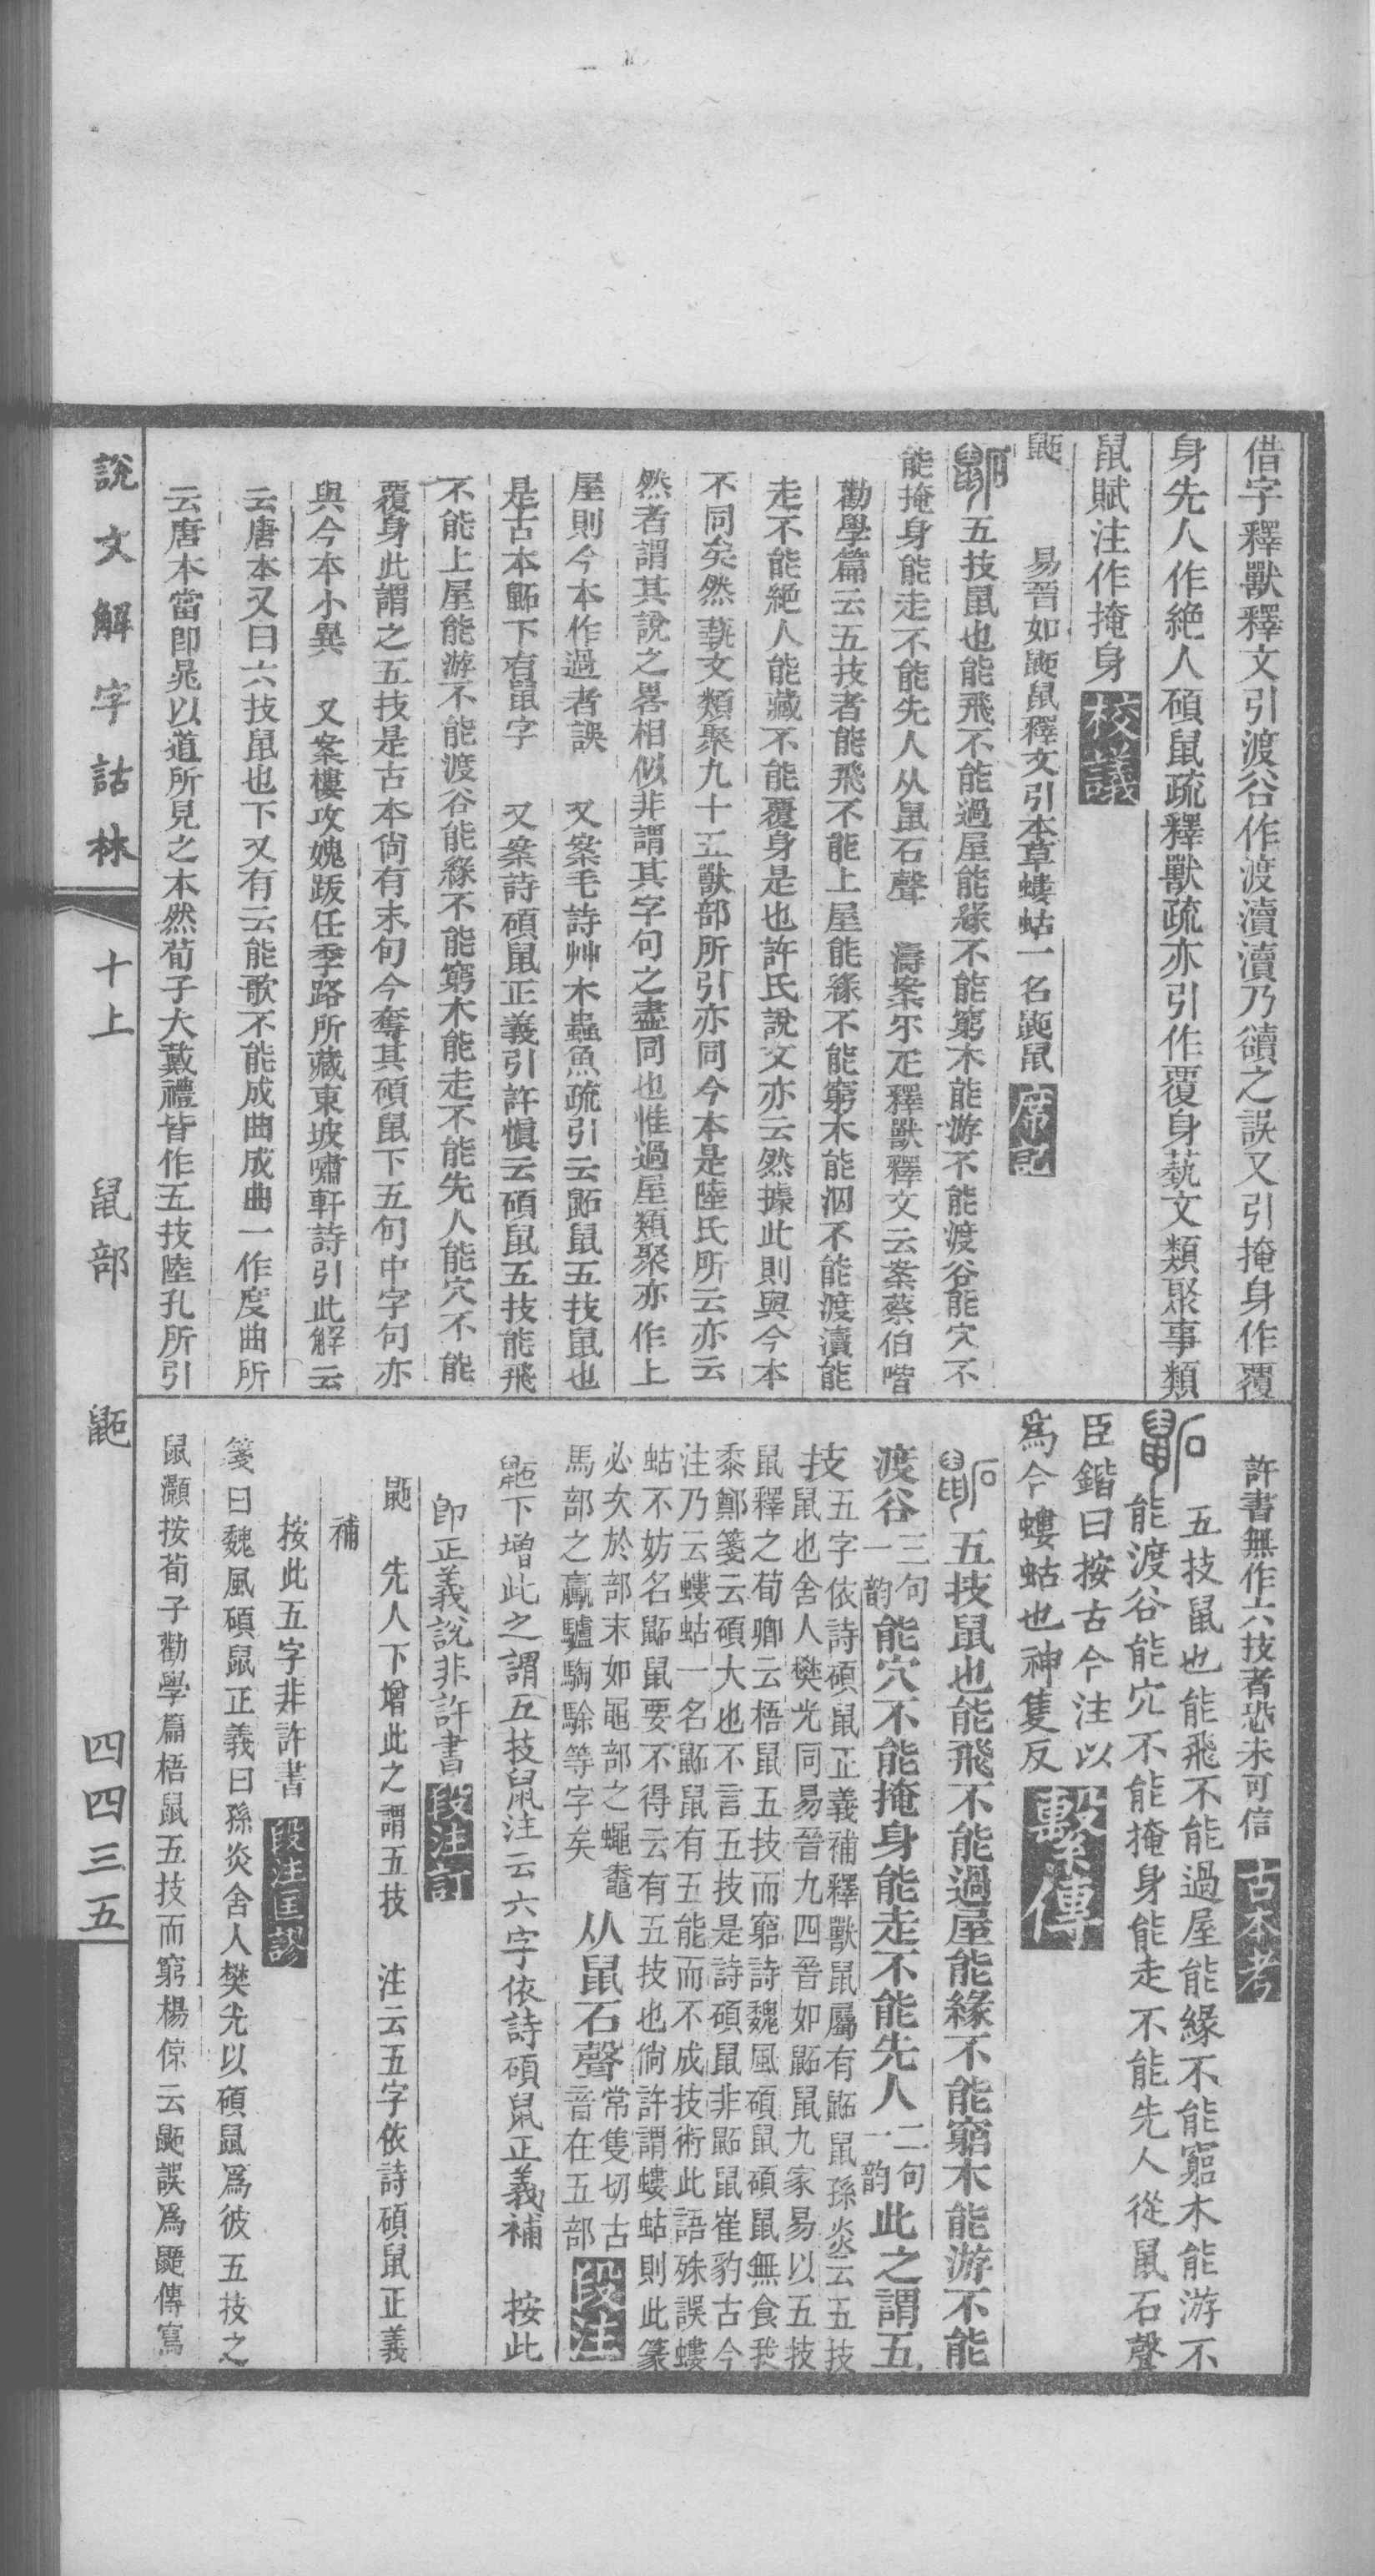 借字釋獸釋文引渡谷作渡瀆瀆乃續之誤又引掩身作覆
身先人作絶人碩鼠疏釋獸疏亦引作覆身藝文類聚事類
鼠賦注作掩身校議
鼫
易晉如鼫鼠釋文引本草螻蛄一名鼫鼠席記
鼫五技鼠也能飛不能過屋能緣不能窮木能游不能渡谷能穴不
能掩身能走不能先人从鼠石聲　濤案尒疋釋獸釋文云案蔡伯喈
勸學篇云五技者能飛不能上屋能緣不能窮木能泅不能渡瀆能
走不能絶人能藏不能覆身是也許氏說文亦云然據此則與今本
不同矣然藝文類聚九十五獸部所引亦同今本是陸氏所云亦云
然者謂其說之畧相似非謂其字句之盡同也惟過屋類聚亦作上
屋則今本作過者誤　又案毛詩艸木蟲魚疏引云鼫鼠五技鼠也
是古本鼫下有鼠字　又案詩碩鼠正義引許愼云碩鼠五技能飛
不能上屋能游不能渡谷能緣不能窮木能走不能先人能穴不能
覆身此謂之五技是古本尙有末句今奪其碩鼠下五句中字句亦
與今本小異　又案樓攻媿跋任季路所藏東坡嘯軒詩引此解云
云唐本又曰六技鼠也下又有云能歌不能成曲成曲一作度曲所
云唐本當卽晁以道所見之本然荀子大戴禮皆作五技陸孔所引
許書無作六技者恐未可信古本考
鼫五技鼠也能飛不能過屋能緣不能窮木能游不
能渡谷能穴不能掩身能走不能先人從鼠石聲
臣鍇曰按古今注以
爲今螻蛄也神隻反繫傳
鼫五技鼠也能飛不能過屋能緣不能窮木能游不能
渡谷三句一韵能穴不能掩身能走不能先人二句一韵此之謂五
技五字依詩碩鼠正義補釋獸鼠屬有鼫鼠孫炎云五技
鼠也舍人樊光同易晉九四晉如鼫鼠九家易以五技
鼠釋之荀卿云梧鼠五技而窮詩魏風碩鼠碩鼠無食我
黍鄭箋云碩大也不言五技是詩碩鼠非鼫鼠崔豹古今
注乃云螻蛄一名鼫鼠有五能而不成技術此語殊誤螻
蛄不妨名鼫鼠要不得云有五技也倘許謂螻蛄則此篆
必次於部末如黽部之蠅鼄
馬部之驘驢騊駼等字矣从鼠石聲常隻切古
音在五部段注
鼫下增此之謂五技鼠注云六字依詩碩鼠正義補　按此
卽正義說非許書段注訂
鼫　先人下增此之謂五技　注云五字依詩碩鼠正義
補
按此五字非許書段注匡謬
箋曰魏風碩鼠正義曰孫炎舍人樊光以碩鼠爲彼五技之
鼠灝按荀子勸學篇梧鼠五技而窮楊倞云鼫誤爲鼯傳寫
說文解字詁林
十上　鼠部　鼫　四四三五